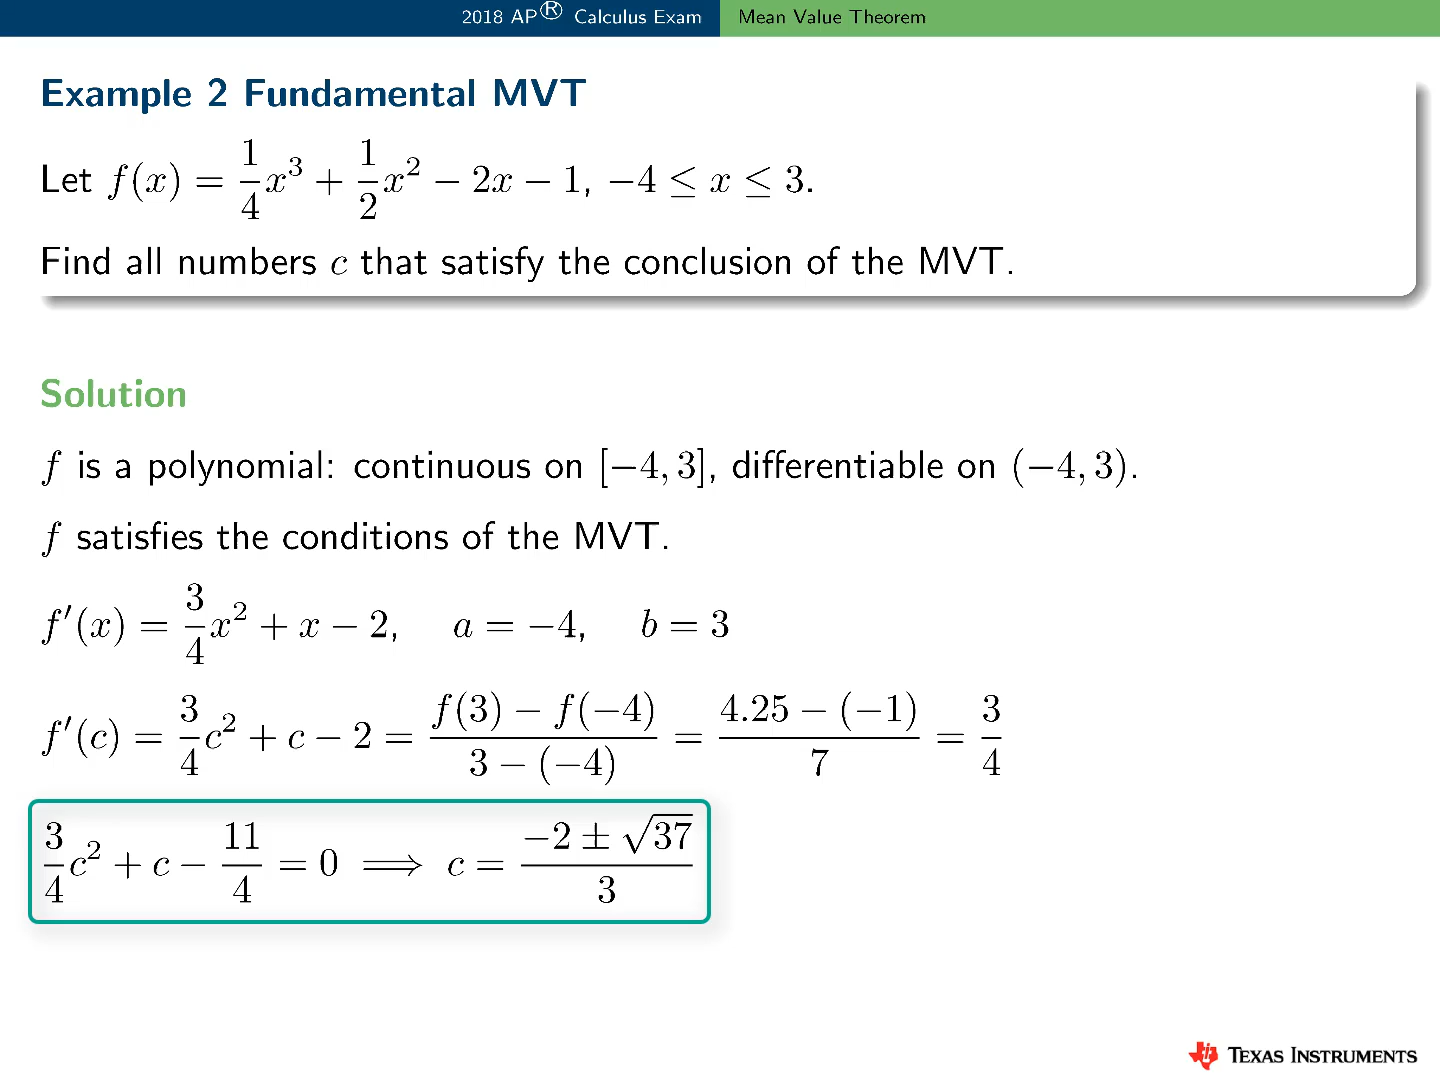 2018 AP® Calculus Exam Mean Value Theorem
Example 2 Fundamental MVT
Let f(x) = 1/4 x³ + 1/2 x² − 2x − 1, −4 ≤ x ≤ 3.
Find all numbers c that satisfy the conclusion of the MVT.
Solution
f is a polynomial: continuous on [−4, 3], differentiable on (−4, 3).
f satisfies the conditions of the MVT.
f′(x) = 3/4 x² + x − 2, a = −4, b = 3
f′(c) = 3/4 c² + c − 2 = (f(3) − f(−4))/(3 − (−4)) = (4.25 − (−1))/7 = 3/4
3/4 c² + c − 11/4 = 0 ⟹ c = (−2 ± √37)/3
TEXAS INSTRUMENTS